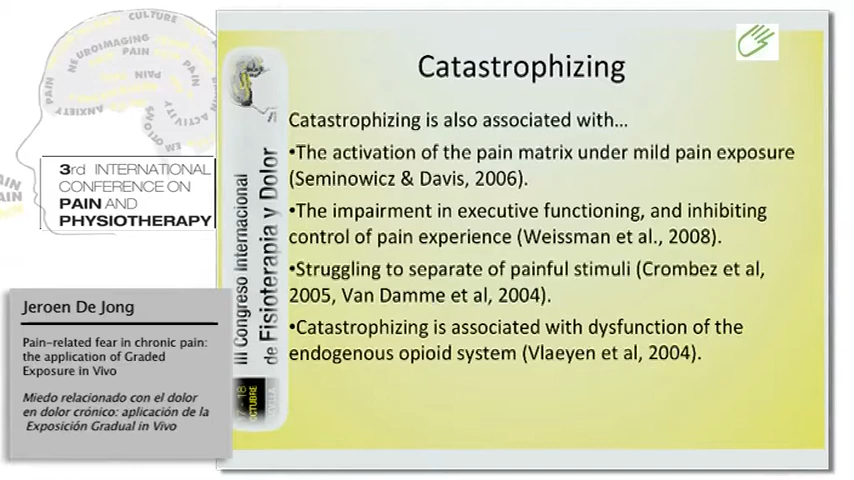 CULTURE
NEUROIMAGING
PAIN
PAIN
PAIN
PAIN
ANXIETY
ACTIVITY
3rd INTERNATIONAL
CONFERENCE ON
PAIN AND
PHYSIOTHERAPY
Jeroen De Jong
Pain-related fear in chronic pain:
the application of Graded
Exposure in Vivo
Miedo relacionado con el dolor
en dolor crónico: aplicación de la
Exposición Gradual in Vivo
III Congreso Internacional
de Fisioterapia y Dolor
OCTUBRE
Catastrophizing
Catastrophizing is also associated with...
•The activation of the pain matrix under mild pain exposure
(Seminowicz & Davis, 2006).
•The impairment in executive functioning, and inhibiting
control of pain experience (Weissman et al., 2008).
•Struggling to separate of painful stimuli (Crombez et al,
2005, Van Damme et al, 2004).
•Catastrophizing is associated with dysfunction of the
endogenous opioid system (Vlaeyen et al, 2004).